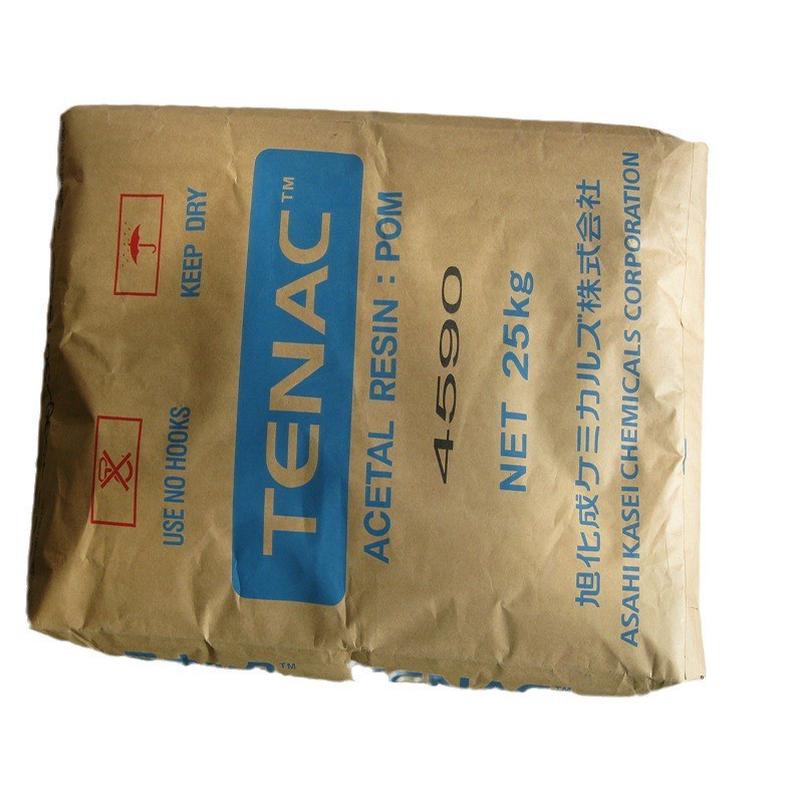 USE NO HOOKS
KEEP DRY
TENAC™
ACETAL RESIN : POM
4590
NET 25kg
旭化成ケミカルズ株式会社
ASAHI KASEI CHEMICALS CORPORATION
TENAC™